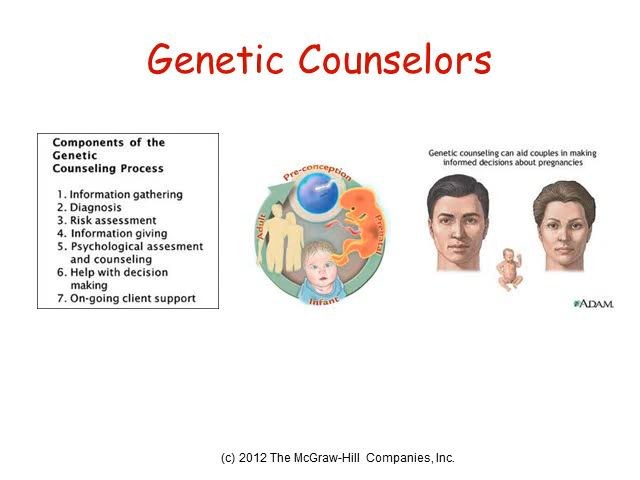 Genetic Counselors
Components of the
Genetic
Counseling Process
1. Information gathering
2. Diagnosis
3. Risk assessment
4. Information giving
5. Psychological assesment
and counseling
6. Help with decision
making
7. On-going client support
Pre-conception
Prenatal
Infant
Adult
Genetic counseling can aid couples in making
informed decisions about pregnancies
ADAM.
(c) 2012 The McGraw-Hill Companies, Inc.